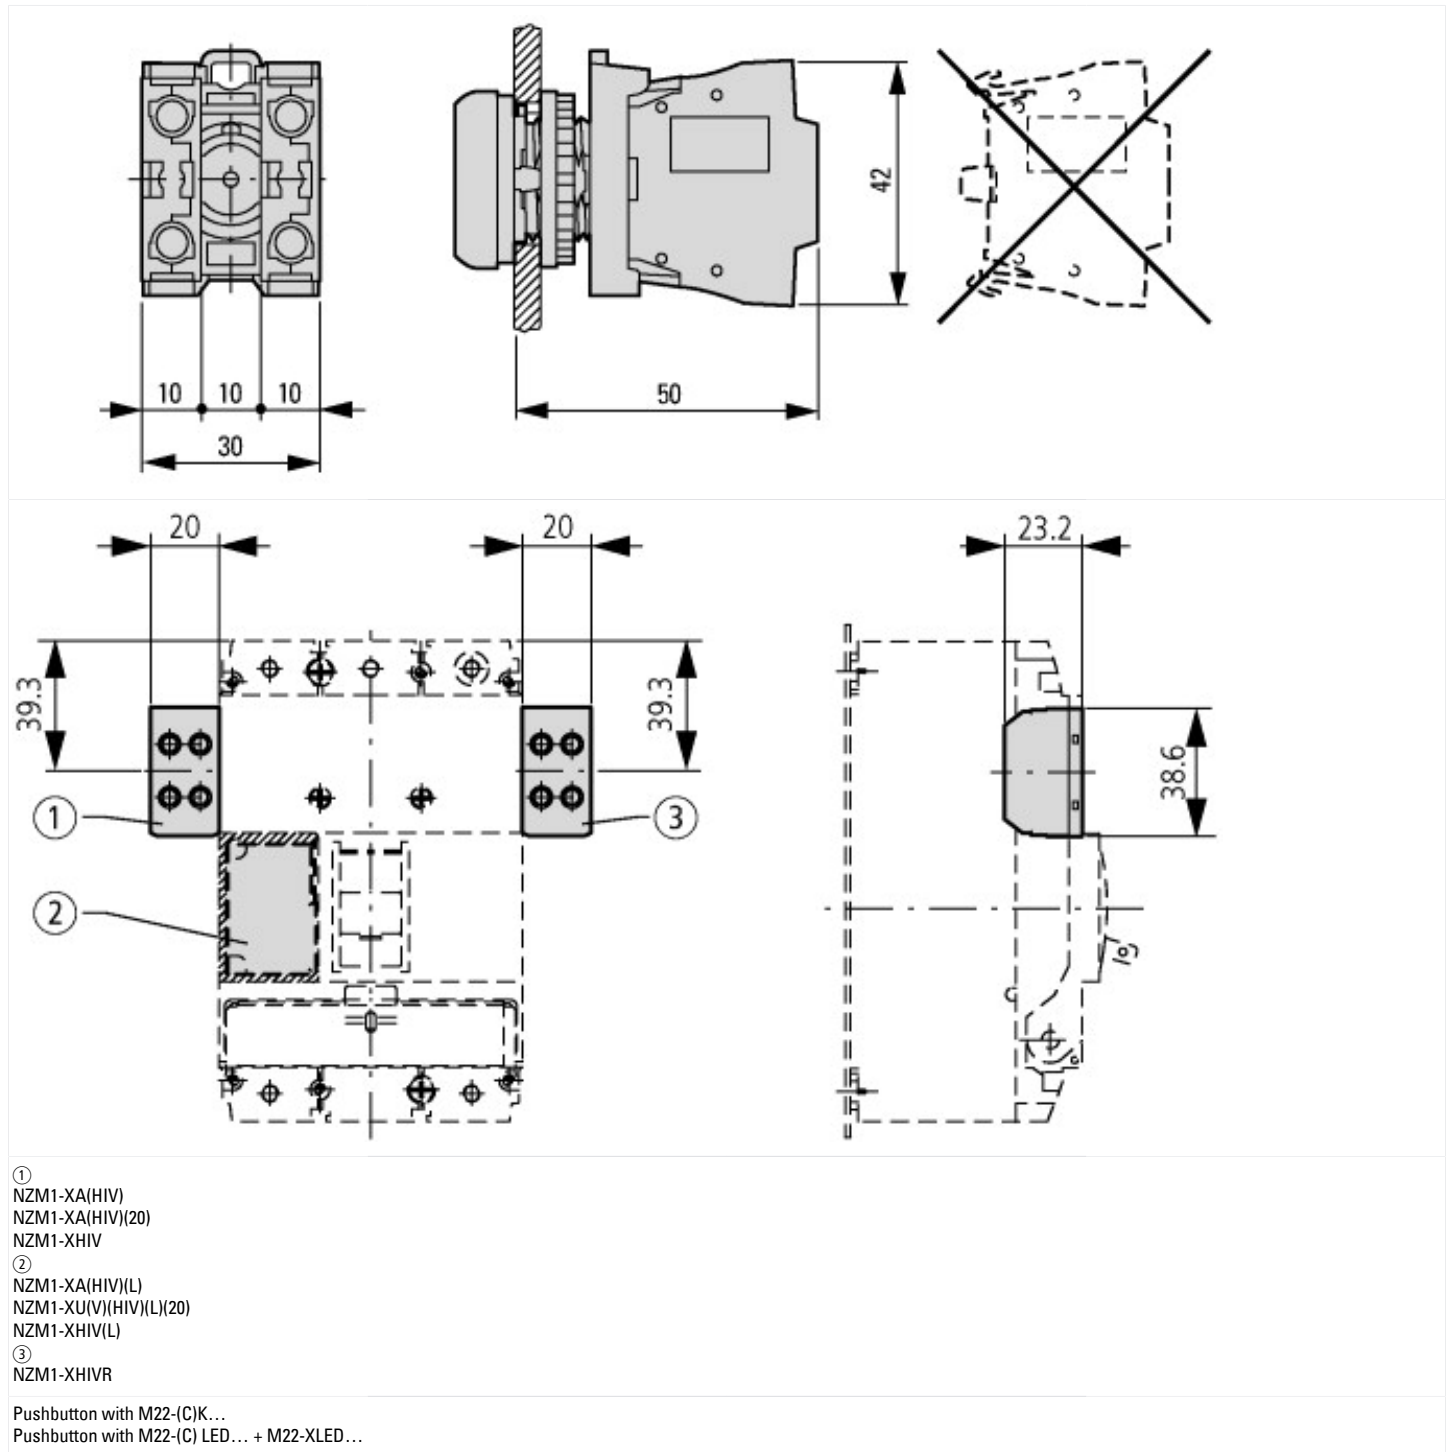 42
10 10 10
50
30
20 20 23.2
39.3 39.3
38.6
1 3
2
①
NZM1-XA(HIV)
NZM1-XA(HIV)(20)
NZM1-XHIV
②
NZM1-XA(HIV)(L)
NZM1-XU(V)(HIV)(L)(20)
NZM1-XHIV(L)
③
NZM1-XHIVR
Pushbutton with M22-(C)K…
Pushbutton with M22-(C) LED… + M22-XLED…